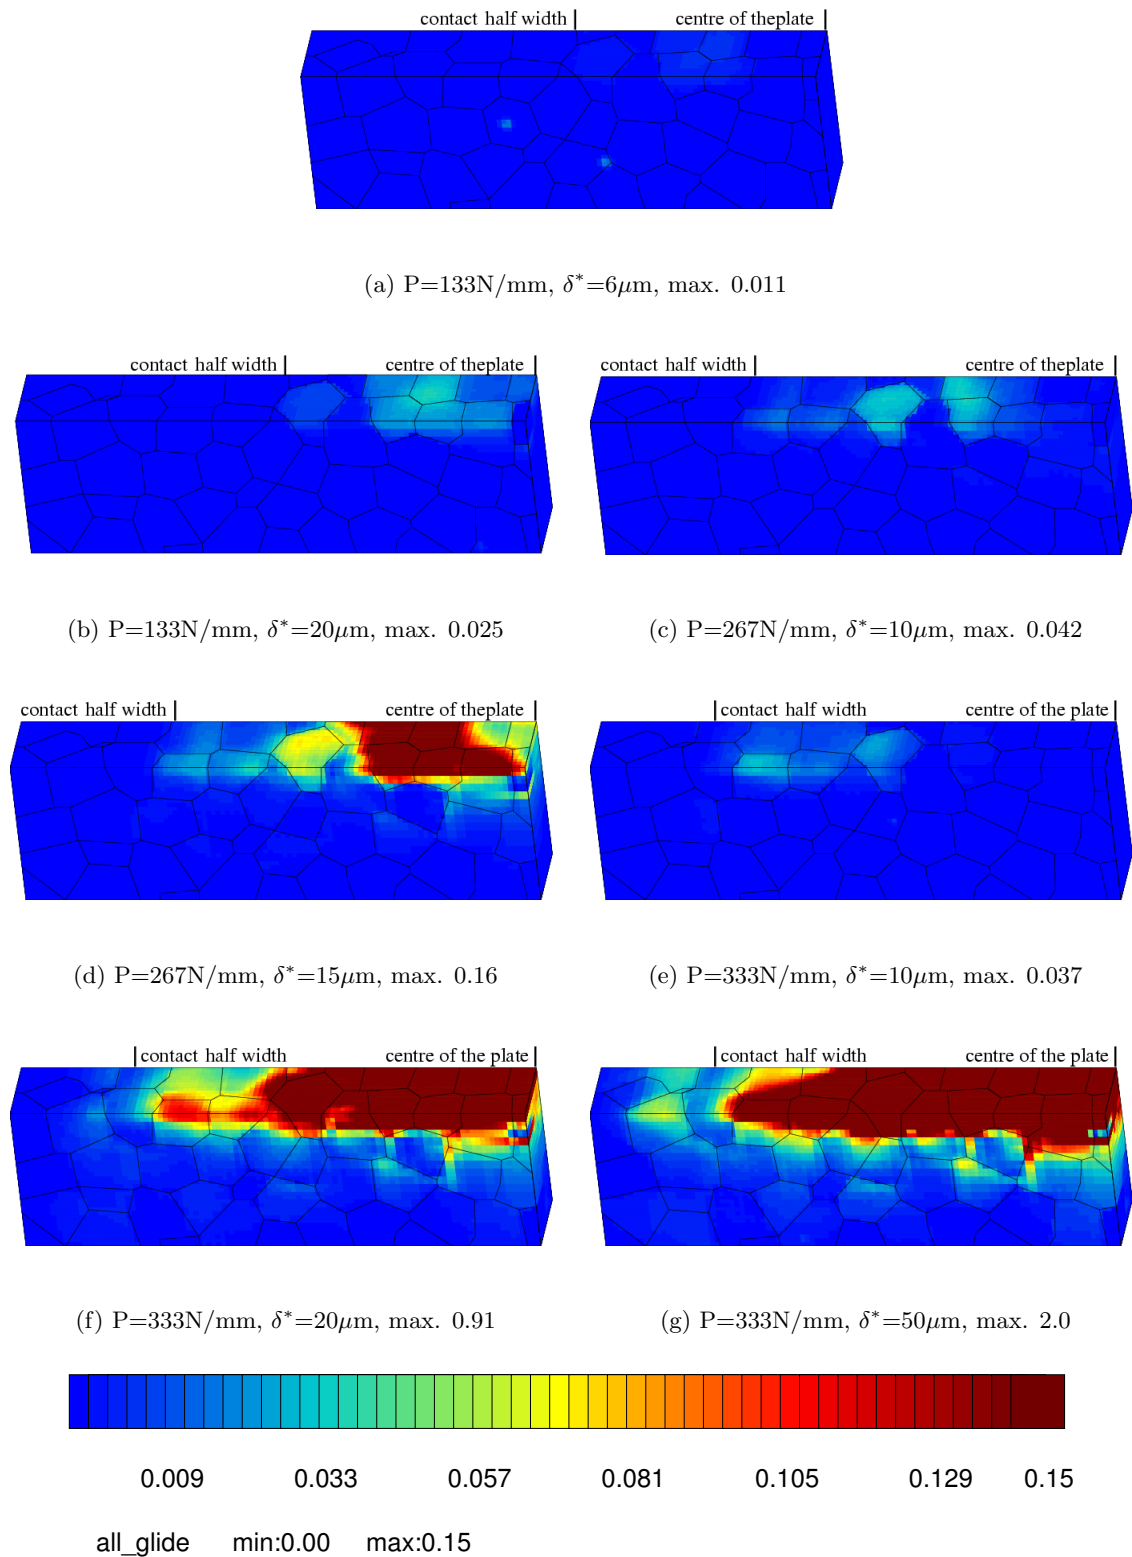 contact half width centre of theplate
(a) P=133N/mm, δ*=6μm, max. 0.011
contact half width centre of theplate
contact half width centre of theplate
(b) P=133N/mm, δ*=20μm, max. 0.025
(c) P=267N/mm, δ*=10μm, max. 0.042
contact half width centre of theplate
contact half width centre of the plate
(d) P=267N/mm, δ*=15μm, max. 0.16
(e) P=333N/mm, δ*=10μm, max. 0.037
contact half width centre of the plate
contact half width centre of the plate
(f) P=333N/mm, δ*=20μm, max. 0.91
(g) P=333N/mm, δ*=50μm, max. 2.0
0.009 0.033 0.057 0.081 0.105 0.129 0.15
all_glide min:0.00 max:0.15